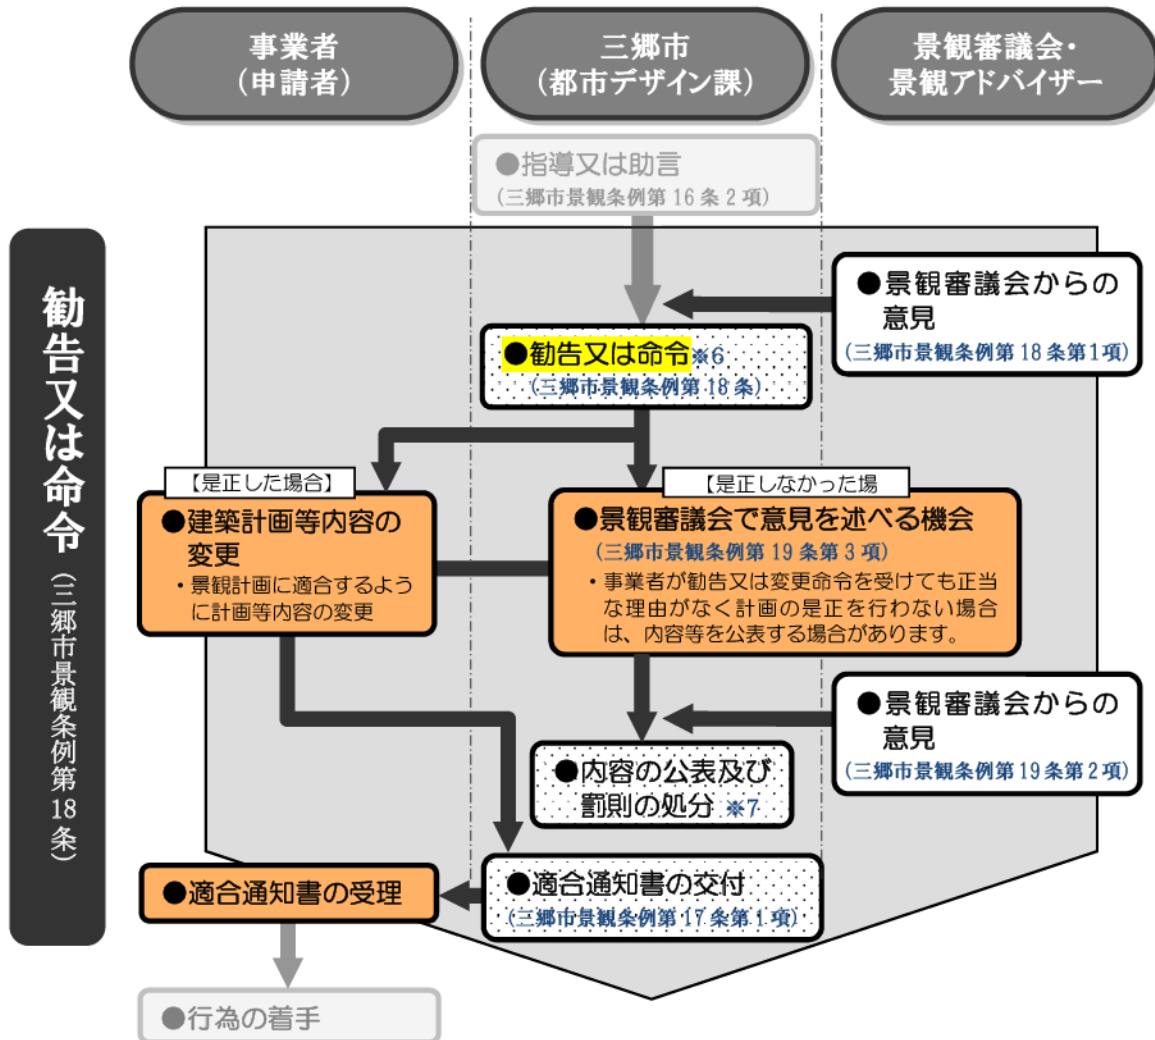 事業者
(申請者)
三郷市
(都市デザイン課)
景観審議会・
景観アドバイザー
●指導又は助言
(三郷市景観条例第 16 条 2 項)
勧告又は命令(三郷市景観条例第18条)
●景観審議会からの
意見
(三郷市景観条例第 18 条第1項)
●勧告又は命令※6
(三郷市景観条例第 18 条)
【是正した場合】
●建築計画等内容の
変更
・景観計画に適合するよう
に計画等内容の変更
【是正しなかった場
●景観審議会で意見を述べる機会
(三郷市景観条例第 19 条第 3 項)
・事業者が勧告又は変更命令を受けても正当
な理由がなく計画の是正を行わない場合
は、内容等を公表する場合があります。
●景観審議会からの
意見
(三郷市景観条例第 19 条第 2 項)
●内容の公表及び
罰則の処分 ※7
●適合通知書の受理
●適合通知書の交付
(三郷市景観条例第 17 条第 1 項)
●行為の着手